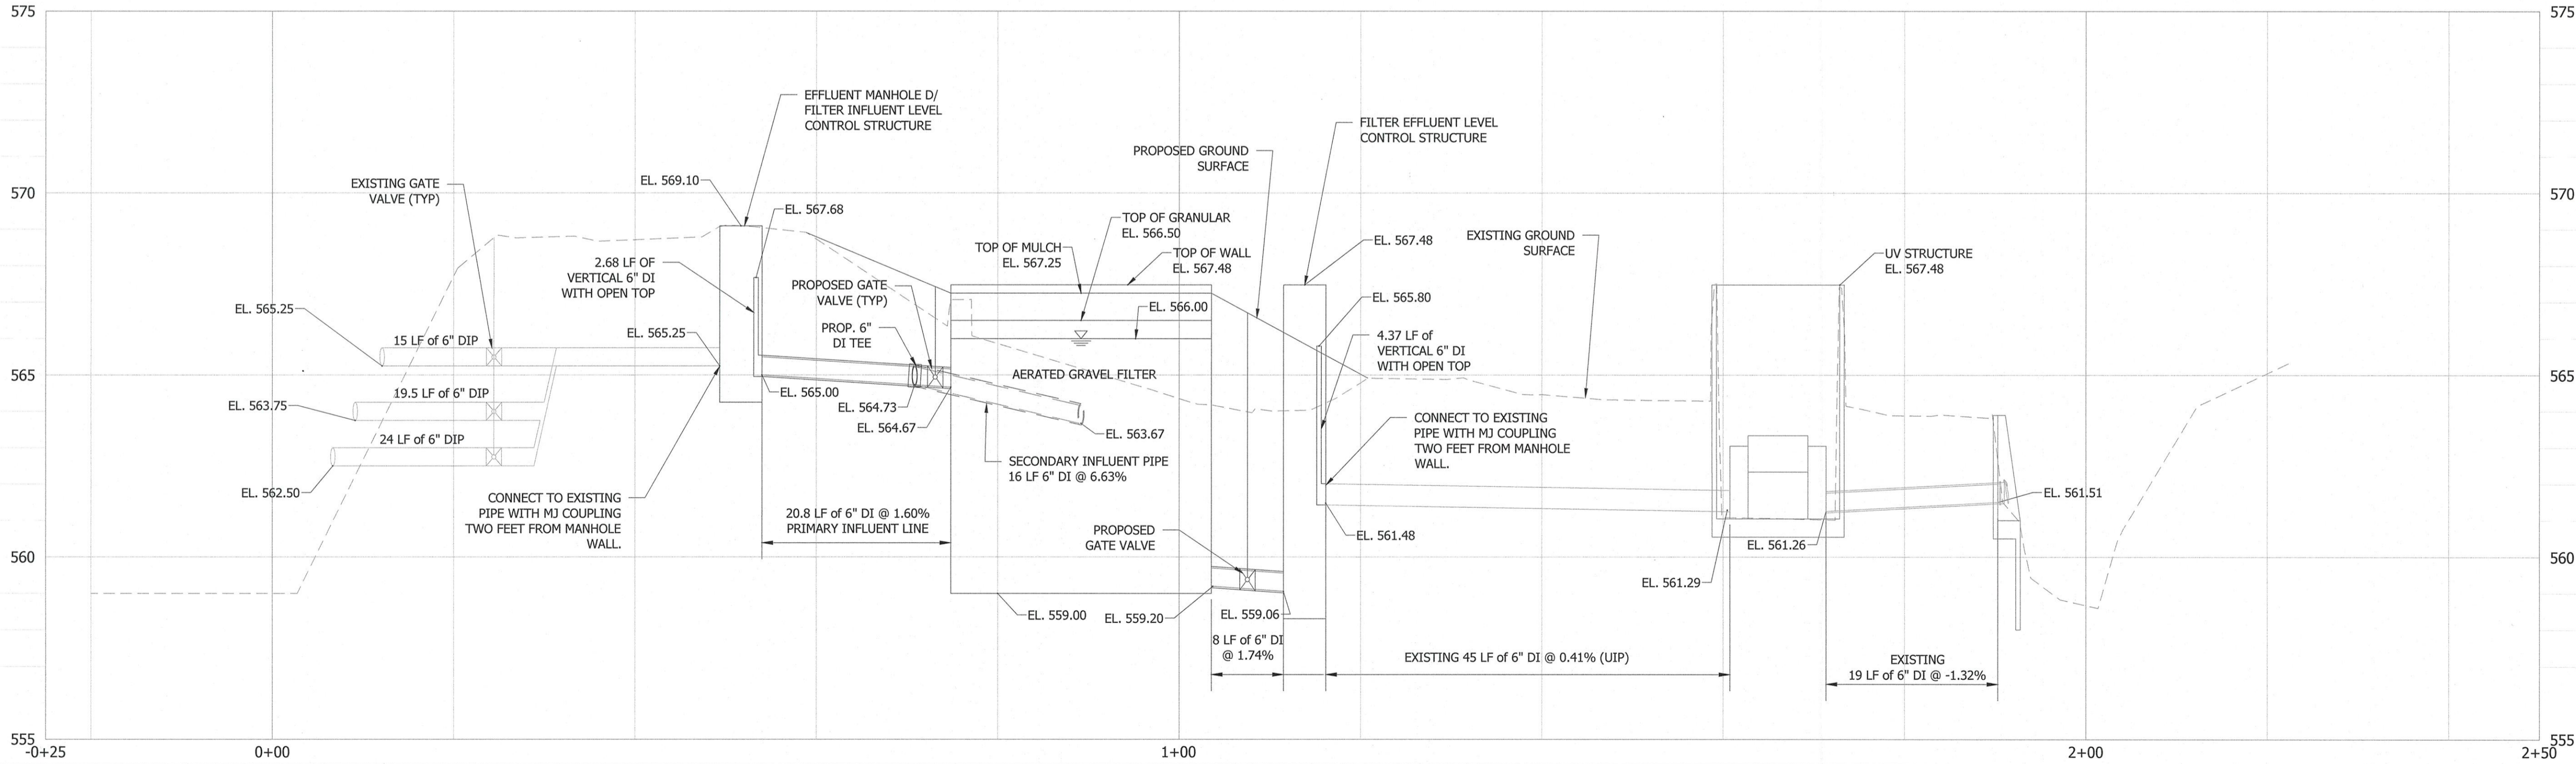 575
575
EFFLUENT MANHOLE D/
FILTER INFLUENT LEVEL
CONTROL STRUCTURE
FILTER EFFLUENT LEVEL
CONTROL STRUCTURE
PROPOSED GROUND
SURFACE
EXISTING GATE
VALVE (TYP)
EL. 569.10
570
570
EL. 567.68
TOP OF GRANULAR
EL. 566.50
TOP OF MULCH
EL. 567.25
TOP OF WALL
EL. 567.48
EL. 567.48
EXISTING GROUND
SURFACE
UV STRUCTURE
EL. 567.48
2.68 LF OF
VERTICAL 6" DI
WITH OPEN TOP
PROPOSED GATE
VALVE (TYP)
EL. 565.80
EL. 565.25
EL. 566.00
PROP. 6"
DI TEE
EL. 565.25
15 LF of 6" DIP
4.37 LF of
VERTICAL 6" DI
WITH OPEN TOP
565
565
AERATED GRAVEL FILTER
19.5 LF of 6" DIP
EL. 565.00
EL. 563.75
EL. 564.73
EL. 564.67
EL. 563.67
24 LF of 6" DIP
CONNECT TO EXISTING
PIPE WITH MJ COUPLING
TWO FEET FROM MANHOLE
WALL.
SECONDARY INFLUENT PIPE
16 LF 6" DI @ 6.63%
EL. 562.50
EL. 561.51
CONNECT TO EXISTING
PIPE WITH MJ COUPLING
TWO FEET FROM MANHOLE
WALL.
20.8 LF of 6" DI @ 1.60%
PRIMARY INFLUENT LINE
PROPOSED
GATE VALVE
EL. 561.48
EL. 561.26
560
560
EL. 561.29
EL. 559.00
EL. 559.20
EL. 559.06
8 LF of 6" DI
@ 1.74%
EXISTING 45 LF of 6" DI @ 0.41% (UIP)
EXISTING
19 LF of 6" DI @ -1.32%
555
555
-0+25
0+00
1+00
2+00
2+50